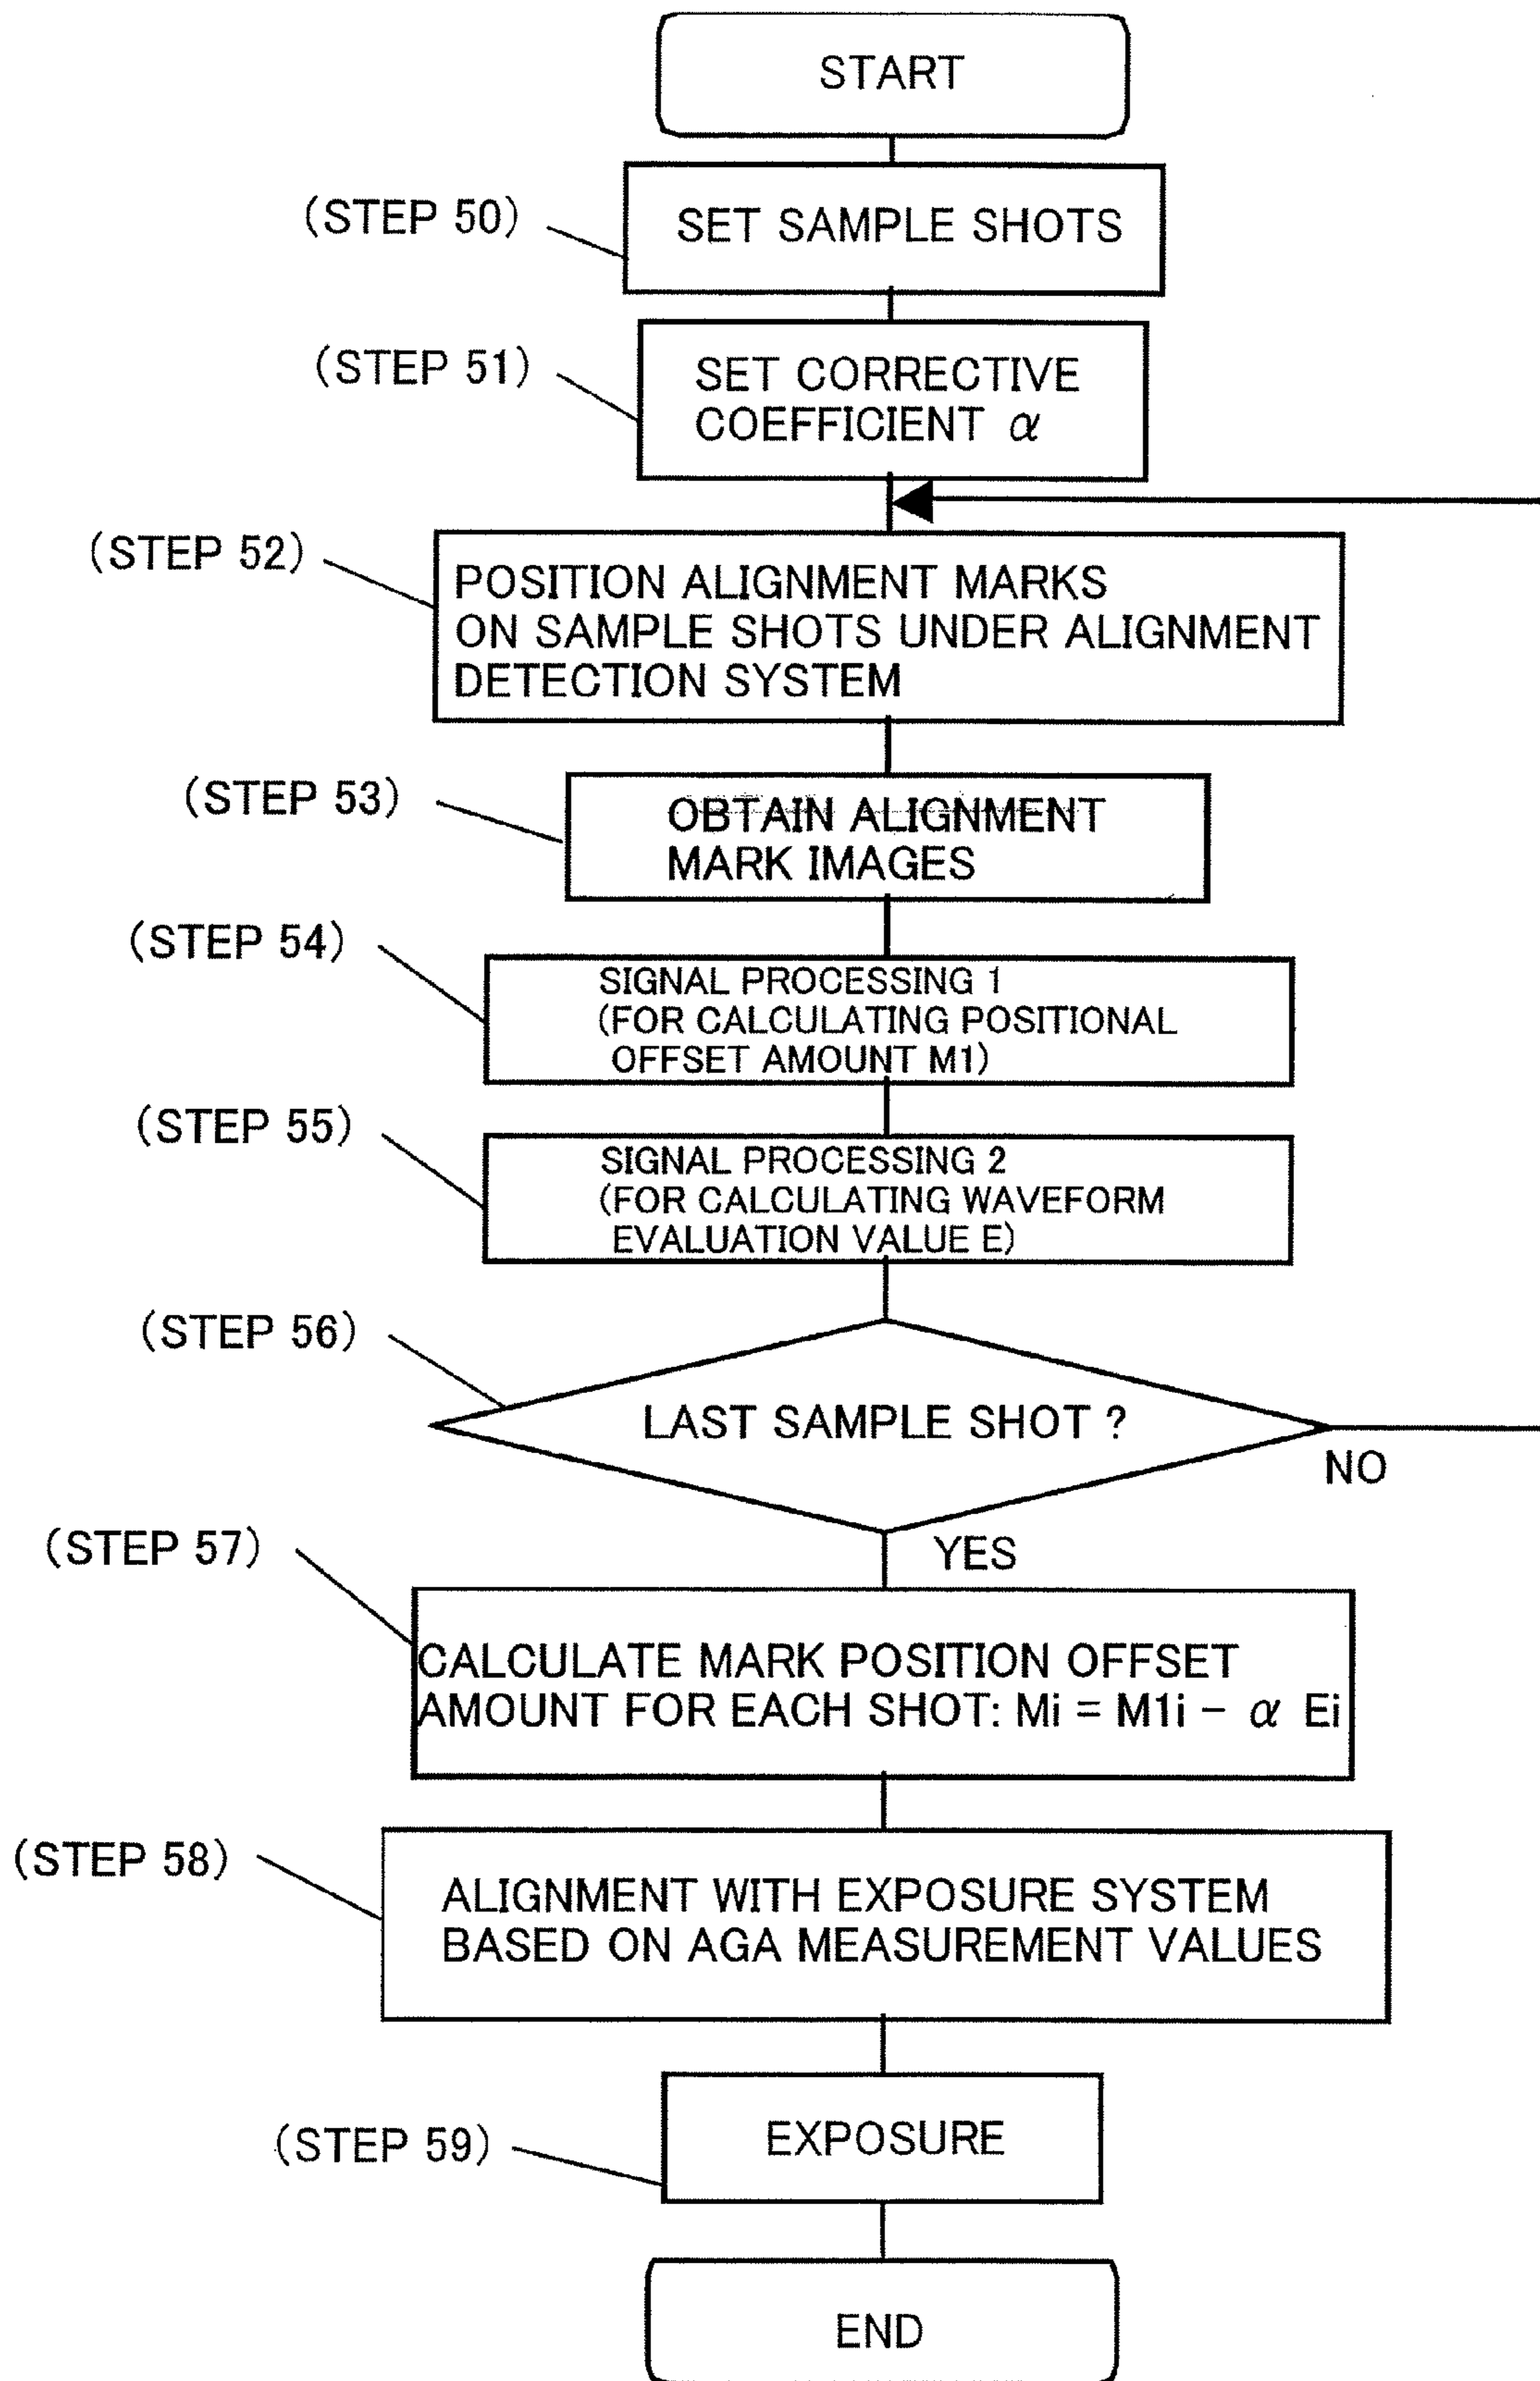 START
(STEP 50)
SET SAMPLE SHOTS
(STEP 51)
SET CORRECTIVE
COEFFICIENT α
(STEP 52)
POSITION ALIGNMENT MARKS
ON SAMPLE SHOTS UNDER ALIGNMENT
DETECTION SYSTEM
(STEP 53)
OBTAIN ALIGNMENT
MARK IMAGES
(STEP 54)
SIGNAL PROCESSING 1
(FOR CALCULATING POSITIONAL
OFFSET AMOUNT M1)
(STEP 55)
SIGNAL PROCESSING 2
(FOR CALCULATING WAVEFORM
EVALUATION VALUE E)
(STEP 56)
LAST SAMPLE SHOT ?
NO
YES
(STEP 57)
CALCULATE MARK POSITION OFFSET
AMOUNT FOR EACH SHOT: Mi = M1i - α Ei
(STEP 58)
ALIGNMENT WITH EXPOSURE SYSTEM
BASED ON AGA MEASUREMENT VALUES
(STEP 59)
EXPOSURE
END